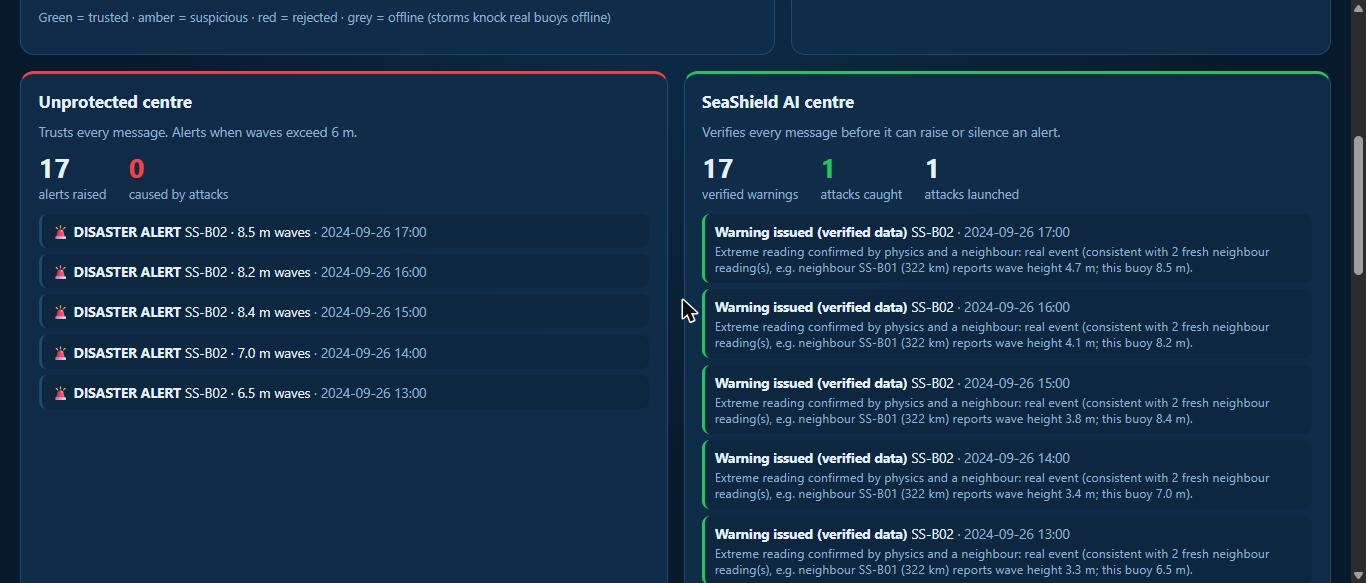 Green = trusted · amber = suspicious · red = rejected · grey = offline (storms knock real buoys offline)
Unprotected centre
Trusts every message. Alerts when waves exceed 6 m.
17 0
alerts raised caused by attacks
DISASTER ALERT SS-B02 · 8.5 m waves · 2024-09-26 17:00
DISASTER ALERT SS-B02 · 8.2 m waves · 2024-09-26 16:00
DISASTER ALERT SS-B02 · 8.4 m waves · 2024-09-26 15:00
DISASTER ALERT SS-B02 · 7.0 m waves · 2024-09-26 14:00
DISASTER ALERT SS-B02 · 6.5 m waves · 2024-09-26 13:00
SeaShield AI centre
Verifies every message before it can raise or silence an alert.
17 1 1
verified warnings attacks caught attacks launched
Warning issued (verified data) SS-B02 · 2024-09-26 17:00
Extreme reading confirmed by physics and a neighbour: real event (consistent with 2 fresh neighbour
reading(s), e.g. neighbour SS-B01 (322 km) reports wave height 4.7 m; this buoy 8.5 m).
Warning issued (verified data) SS-B02 · 2024-09-26 16:00
Extreme reading confirmed by physics and a neighbour: real event (consistent with 2 fresh neighbour
reading(s), e.g. neighbour SS-B01 (322 km) reports wave height 4.1 m; this buoy 8.2 m).
Warning issued (verified data) SS-B02 · 2024-09-26 15:00
Extreme reading confirmed by physics and a neighbour: real event (consistent with 2 fresh neighbour
reading(s), e.g. neighbour SS-B01 (322 km) reports wave height 3.8 m; this buoy 8.4 m).
Warning issued (verified data) SS-B02 · 2024-09-26 14:00
Extreme reading confirmed by physics and a neighbour: real event (consistent with 2 fresh neighbour
reading(s), e.g. neighbour SS-B01 (322 km) reports wave height 3.4 m; this buoy 7.0 m).
Warning issued (verified data) SS-B02 · 2024-09-26 13:00
Extreme reading confirmed by physics and a neighbour: real event (consistent with 2 fresh neighbour
reading(s), e.g. neighbour SS-B01 (322 km) reports wave height 3.3 m; this buoy 6.5 m).